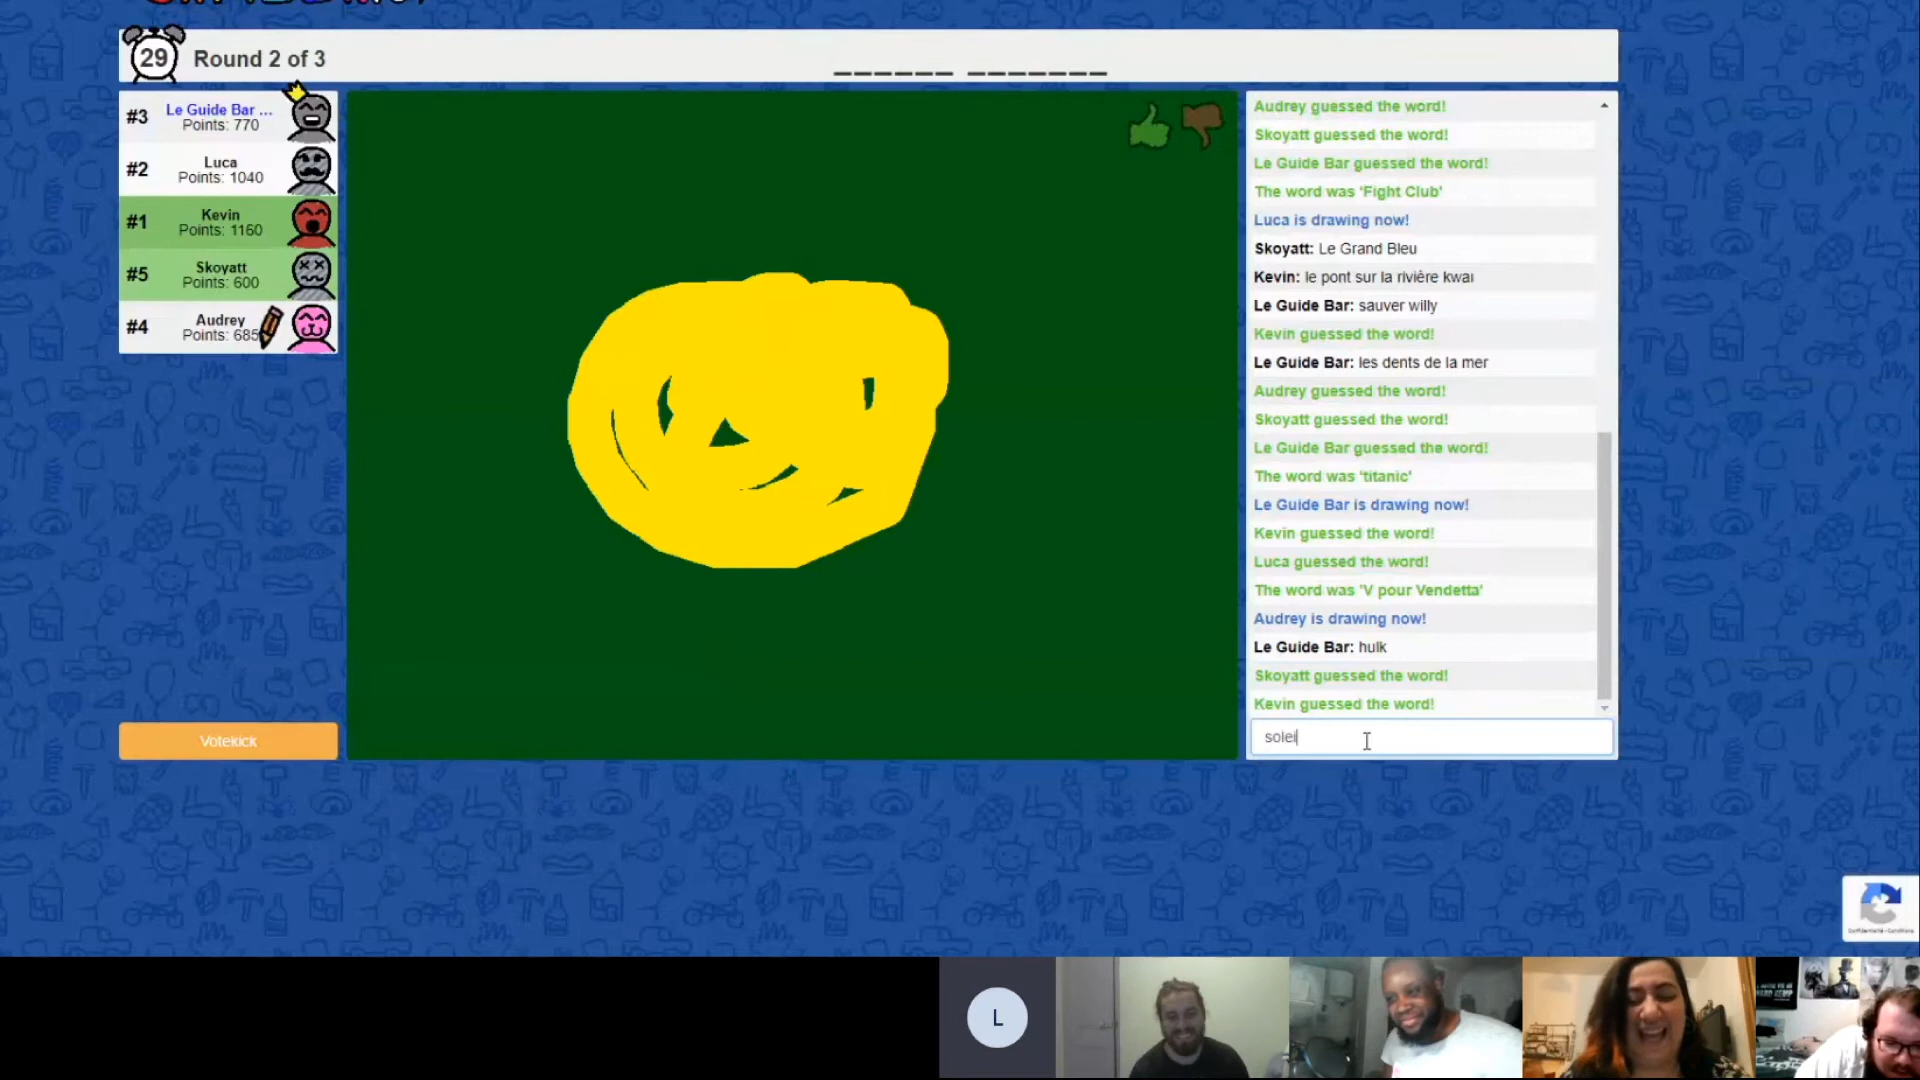 29
Round 2 of 3
______ _______
#3
Le Guide Bar ...
Points: 770
#2
Luca
Points: 1040
#1
Kevin
Points: 1160
#5
Skoyatt
Points: 600
#4
Audrey
Points: 685
Votekick
Audrey guessed the word!
Skoyatt guessed the word!
Le Guide Bar guessed the word!
The word was 'Fight Club'
Luca is drawing now!
Skoyatt: Le Grand Bleu
Kevin: le pont sur la rivière kwai
Le Guide Bar: sauver willy
Kevin guessed the word!
Le Guide Bar: les dents de la mer
Audrey guessed the word!
Skoyatt guessed the word!
Le Guide Bar guessed the word!
The word was 'titanic'
Le Guide Bar is drawing now!
Kevin guessed the word!
Luca guessed the word!
The word was 'V pour Vendetta'
Audrey is drawing now!
Le Guide Bar: hulk
Skoyatt guessed the word!
Kevin guessed the word!
solei
L